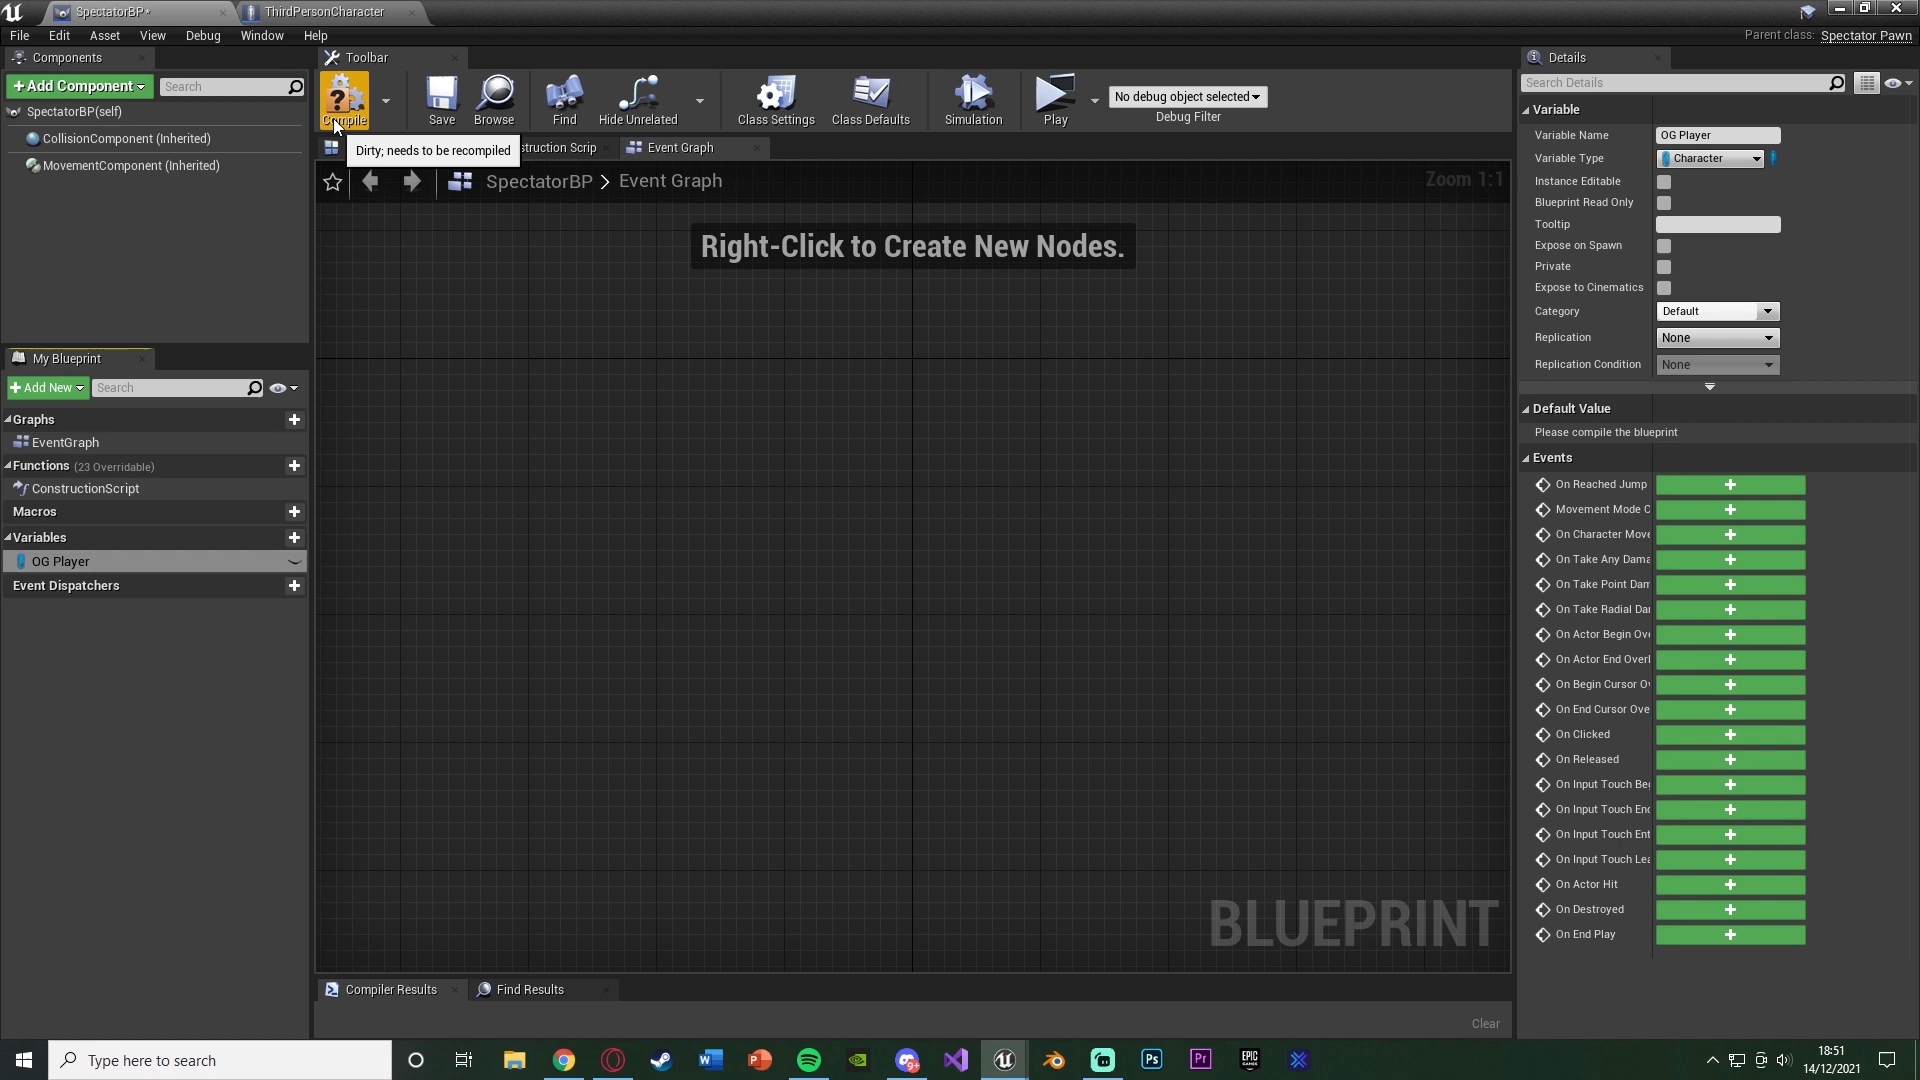 SpectatorBP*
ThirdPersonCharacter
File Edit Asset View Debug Window Help
Parent class: Spectator Pawn
Components
+Add Component
Search
SpectatorBP(self)
CollisionComponent (Inherited)
MovementComponent (Inherited)
My Blueprint
+Add New
Search
Graphs
EventGraph
Functions (23 Overridable)
ConstructionScript
Macros
Variables
OG Player
Event Dispatchers
Toolbar
Compile
Save
Browse
Find
Hide Unrelated
Class Settings
Class Defaults
Simulation
Play
No debug object selected
Debug Filter
Dirty; needs to be recompiled
struction Scrip
Event Graph
SpectatorBP > Event Graph
Zoom 1:1
Right-Click to Create New Nodes.
BLUEPRINT
Compiler Results
Find Results
Clear
Details
Search Details
Variable
Variable Name OG Player
Variable Type Character
Instance Editable
Blueprint Read Only
Tooltip
Expose on Spawn
Private
Expose to Cinematics
Category Default
Replication None
Replication Condition None
Default Value
Please compile the blueprint
Events
On Reached Jump
Movement Mode C
On Character Move
On Take Any Dama
On Take Point Dam
On Take Radial Dar
On Actor Begin Ove
On Actor End Overl
On Begin Cursor Ov
On End Cursor Ove
On Clicked
On Released
On Input Touch Beg
On Input Touch End
On Input Touch Ent
On Input Touch Lea
On Actor Hit
On Destroyed
On End Play
Type here to search
9+
18:51
14/12/2021